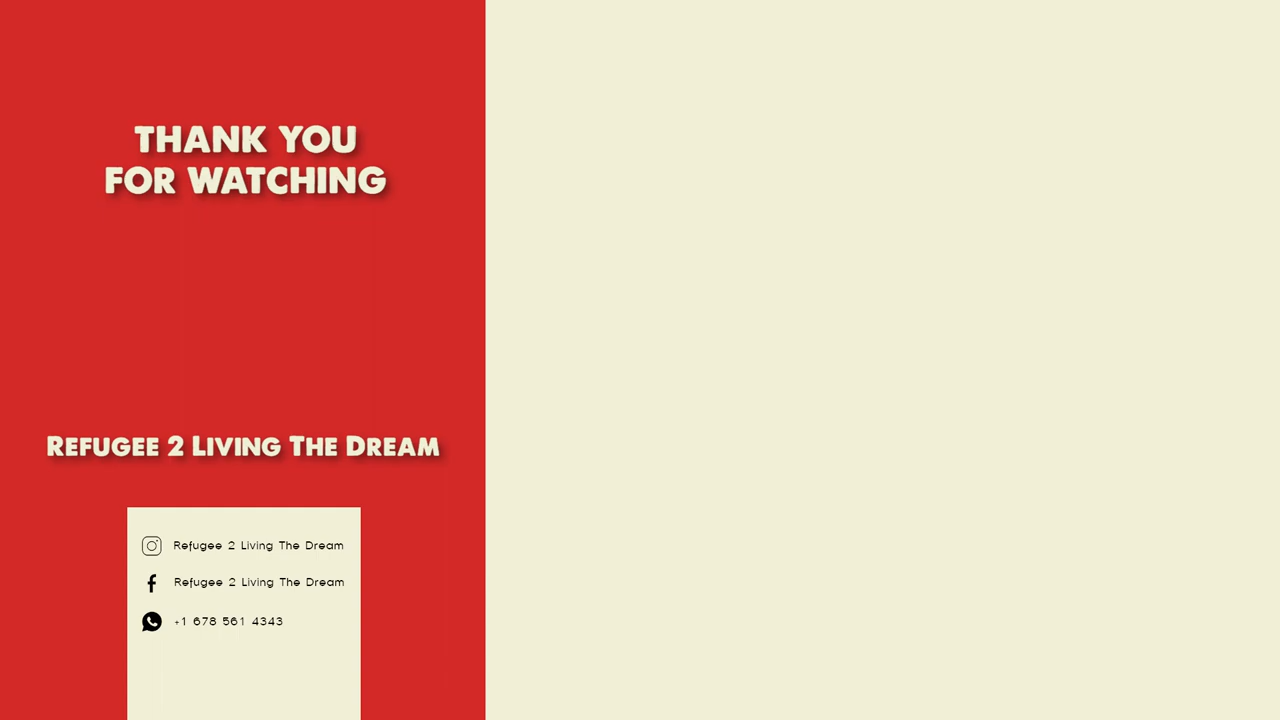 THANK YOU
FOR WATCHING
REFUGEE 2 LIVING THE DREAM
Refugee 2 Living The Dream
Refugee 2 Living The Dream
+1 678 561 4343